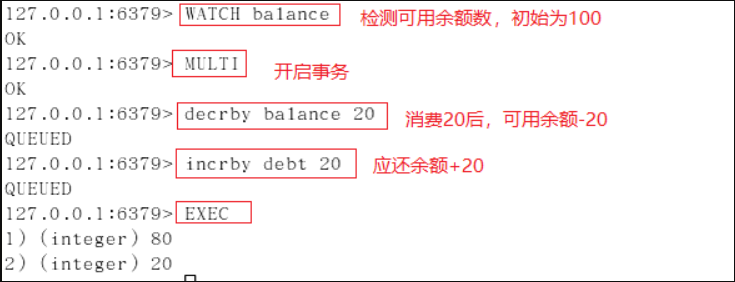 127.0.0.1:6379> WATCH balance 检测可用余额数，初始为100
OK
127.0.0.1:6379> MULTI 开启事务
OK
127.0.0.1:6379> decrby balance 20 消费20后，可用余额-20
QUEUED
127.0.0.1:6379> incrby debt 20 应还余额+20
QUEUED
127.0.0.1:6379> EXEC
1) (integer) 80
2) (integer) 20